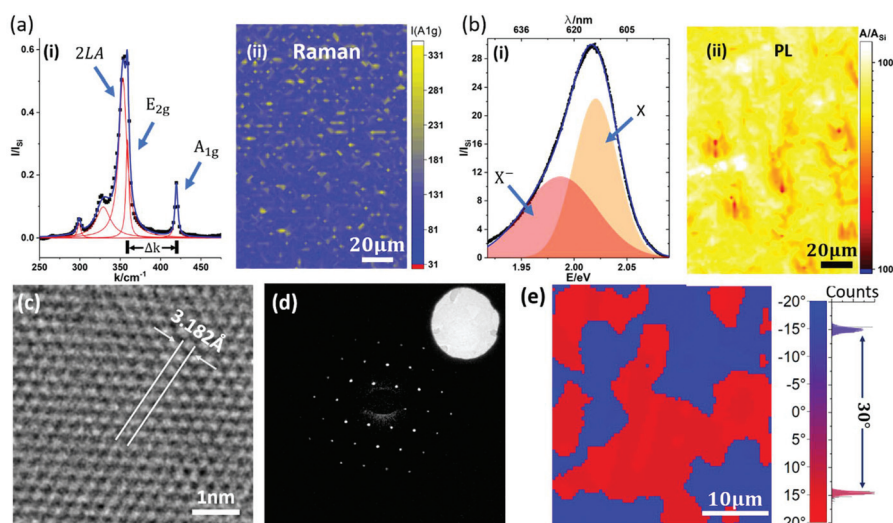 (a)
(i)
2LA
E2g
A1g
Δk
I/ISi
0.6
0.4
0.2
0.0
250 300 350 400 450
k/cm⁻¹
(ii)
Raman
20μm
I(A1g)
331
281
231
181
131
81
31
(b)
λ/nm
636 620 605
(i)
X
X⁻
I/ISi
28
24
20
16
12
8
4
0
1.95 2.00 2.05
E/eV
(ii)
PL
20μm
A/ASi
100
100
(c)
3.182Å
1nm
(d)
(e)
10μm
-20°
-15°
-10°
-5°
0°
5°
10°
15°
20°
Counts
30°